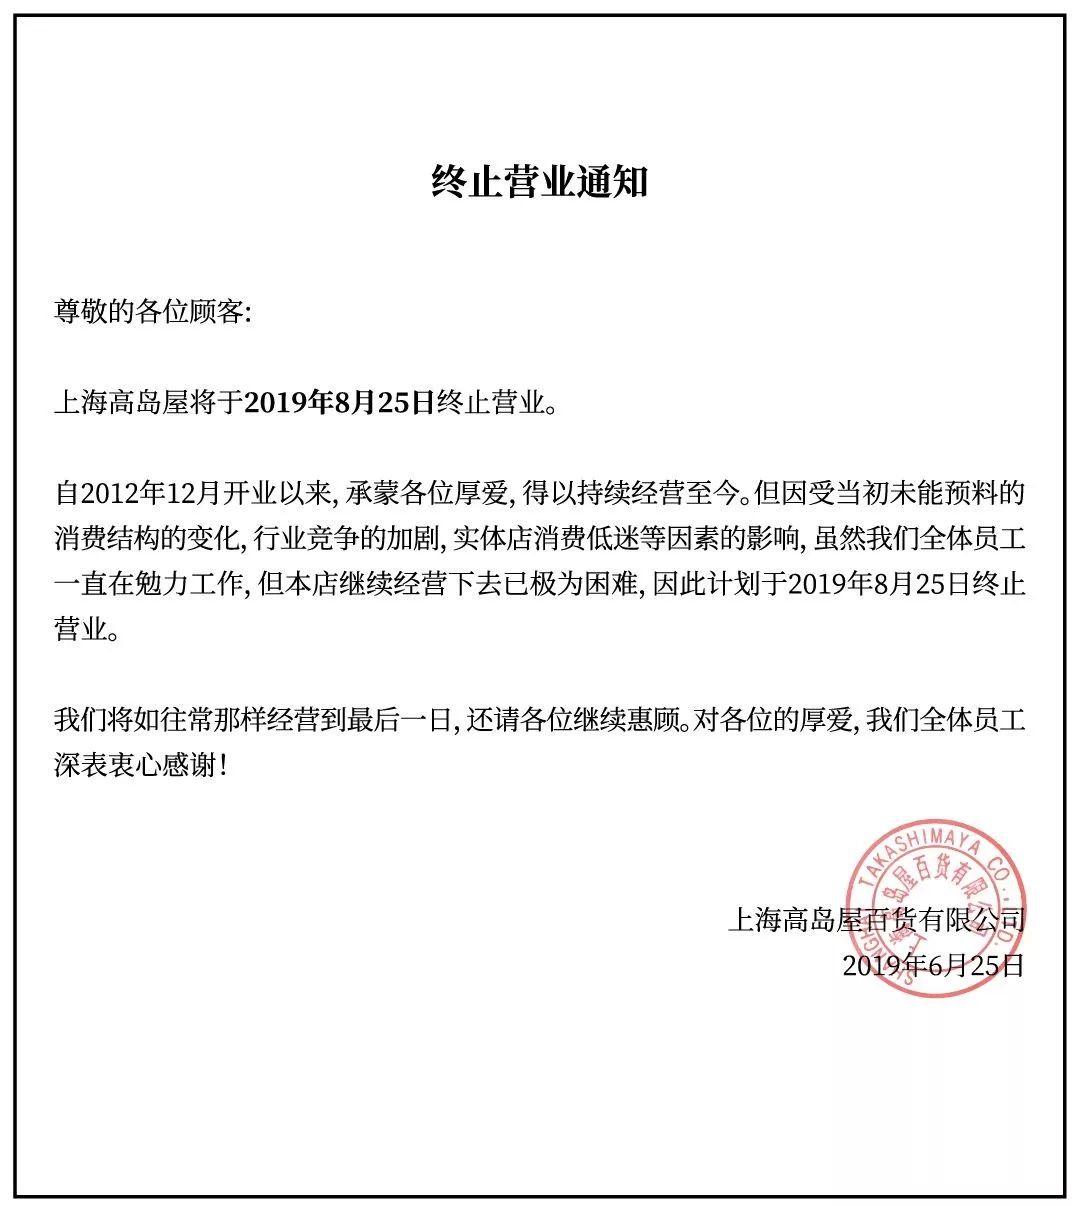 终止营业通知
尊敬的各位顾客:
上海高岛屋将于2019年8月25日终止营业。
自2012年12月开业以来, 承蒙各位厚爱, 得以持续经营至今。但因受当初未能预料的
消费结构的变化, 行业竞争的加剧, 实体店消费低迷等因素的影响, 虽然我们全体员工
一直在勉力工作, 但本店继续经营下去已极为困难, 因此计划于2019年8月25日终止
营业。
我们将如往常那样经营到最后一日, 还请各位继续惠顾。对各位的厚爱, 我们全体员工
深表衷心感谢!
上海高岛屋百货有限公司
2019年6月25日
SHANGHAI TAKASHIMAYA CO.,LTD.
上海高岛屋百货有限公司